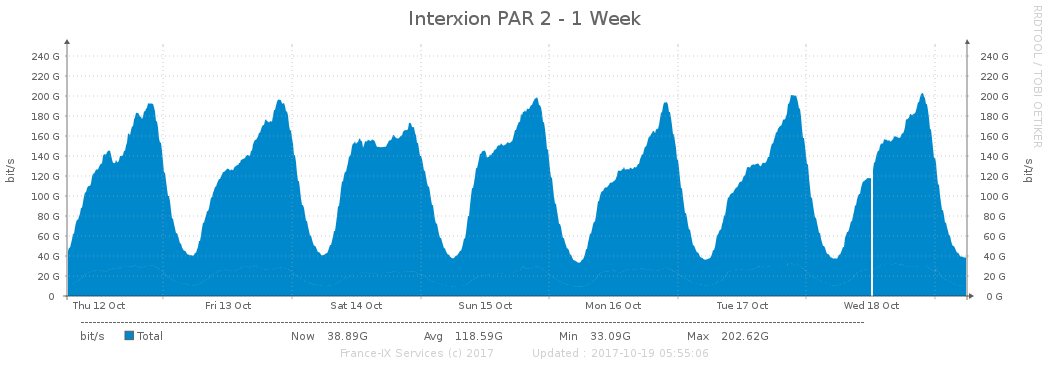 Interxion PAR 2 - 1 Week
RRDTOOL / TOBI OETIKER
bit/s
240 G 240 G
220 G 220 G
200 G 200 G
180 G 180 G
160 G 160 G
140 G 140 G
120 G 120 G
100 G 100 G
80 G 80 G
60 G 60 G
40 G 40 G
20 G 20 G
0 0 G
bit/s
Thu 12 Oct Fri 13 Oct Sat 14 Oct Sun 15 Oct Mon 16 Oct Tue 17 Oct Wed 18 Oct
bit/s Total Now 38.89G Avg 118.59G Min 33.09G Max 202.62G
France-IX Services (c) 2017 Updated : 2017-10-19 05:55:06